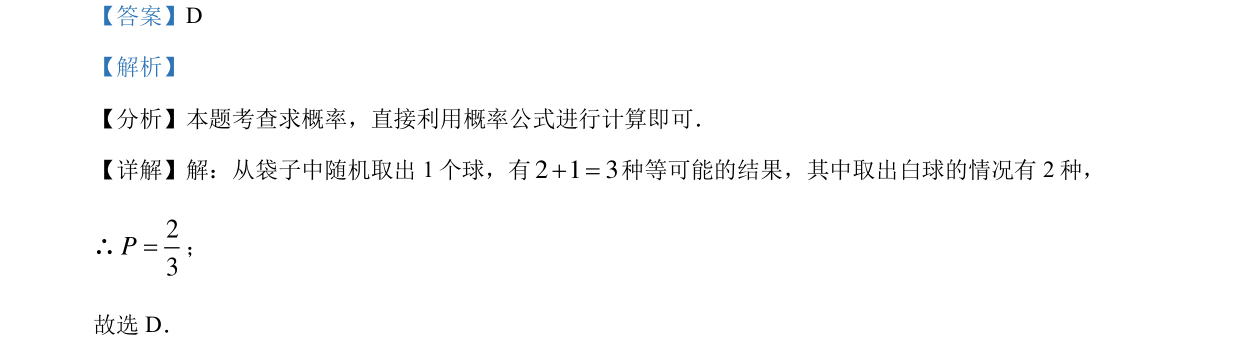 【答案】D
【解析】
【分析】本题考查求概率，直接利用概率公式进行计算即可．
【详解】解：从袋子中随机取出 1 个球，有 2+1=3 种等可能的结果，其中取出白球的情况有 2 种，
∴ P = 2/3；
故选 D．